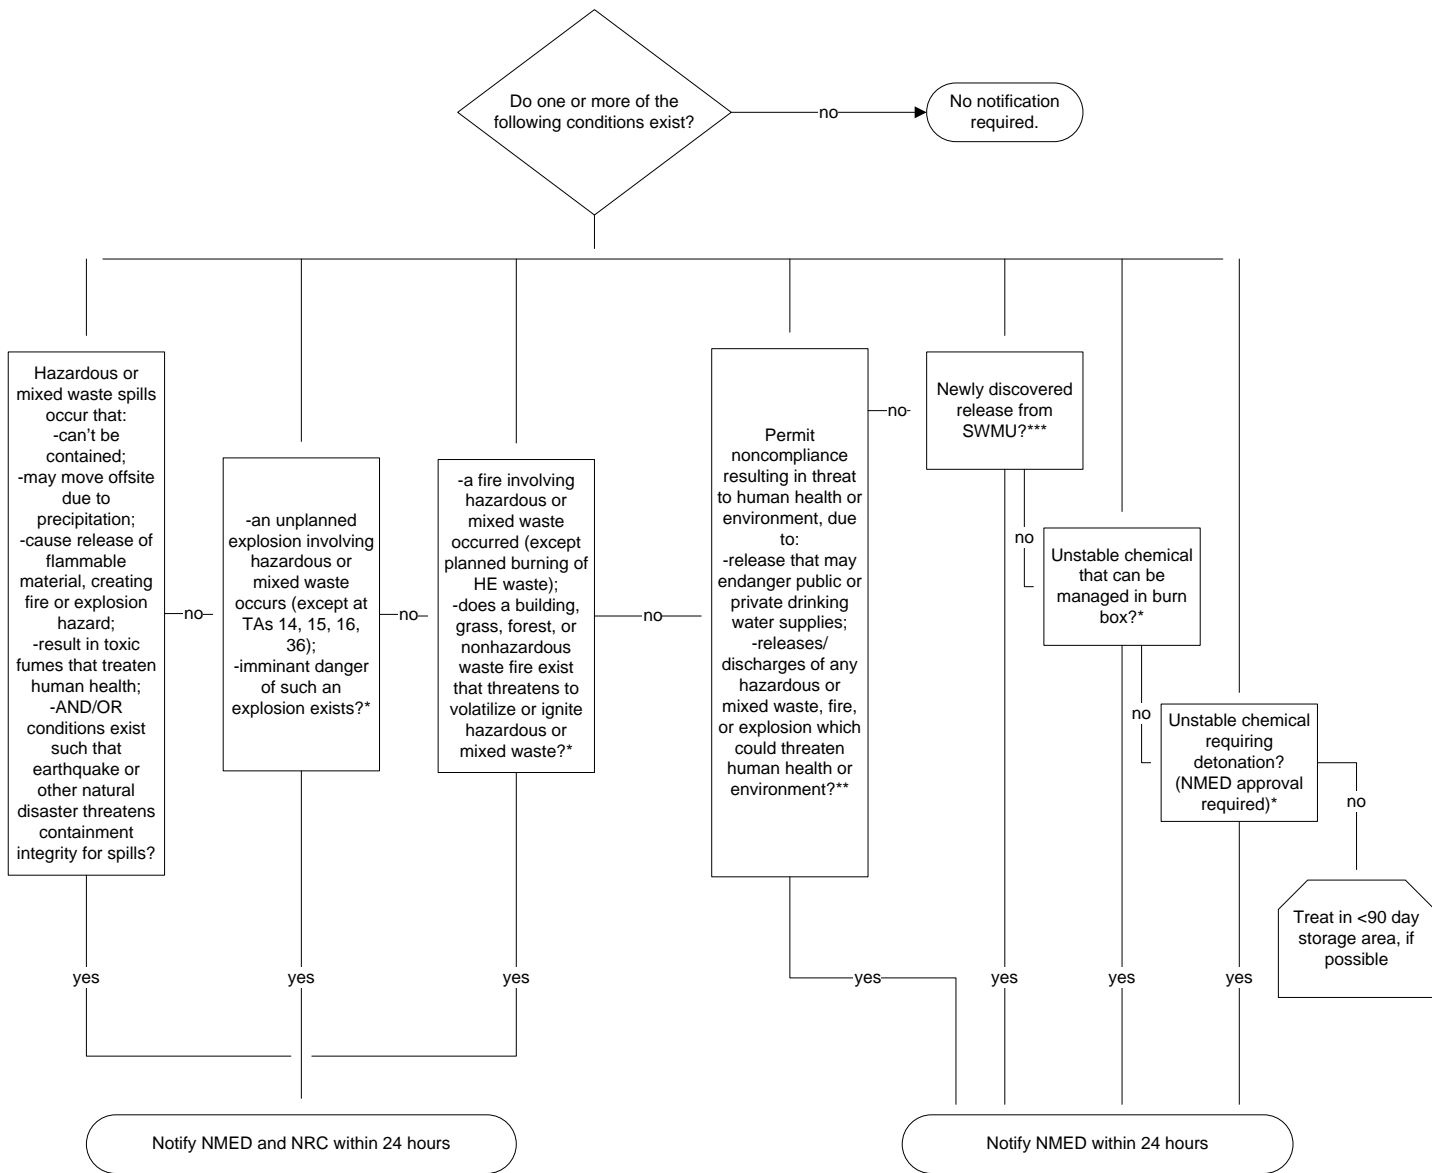 Do one or more of the
following conditions exist?
no
No notification
required.
Hazardous or
mixed waste spills
occur that:
-can't be
contained;
-may move offsite
due to
precipitation;
-cause release of
flammable
material, creating
fire or explosion
hazard;
-result in toxic
fumes that treaten
human health;
-AND/OR
conditions exist
such that
earthquake or
other natural
disaster threatens
containment
integrity for spills?
no
-an unplanned
explosion involving
hazardous or
mixed waste
occurs (except at
TAs 14, 15, 16,
36);
-imminant danger
of such an
explosion exists?*
no
-a fire involving
hazardous or
mixed waste
occurred (except
planned burning of
HE waste);
-does a building,
grass, forest, or
nonhazardous
waste fire exist
that threatens to
volatilize or ignite
hazardous or
mixed waste?*
no
Permit
noncompliance
resulting in threat
to human health or
environment, due
to:
-release that may
endanger public or
private drinking
water supplies;
-releases/
discharges of any
hazardous or
mixed waste, fire,
or explosion which
could threaten
human health or
environment?**
no
Newly discovered
release from
SWMU?***
no
Unstable chemical
that can be
managed in burn
box?*
no
Unstable chemical
requiring
detonation?
(NMED approval
required)*
no
Treat in <90 day
storage area, if
possible
yes
yes
yes
yes
yes
yes
yes
Notify NMED and NRC within 24 hours
Notify NMED within 24 hours